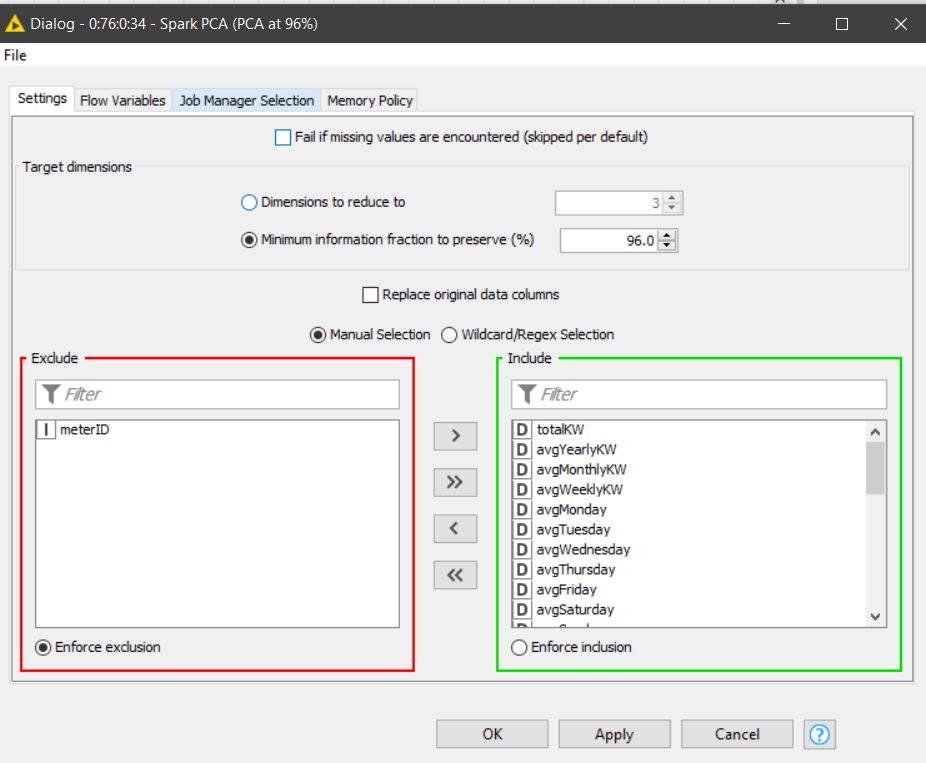 Dialog - 0:76:0:34 - Spark PCA (PCA at 96%)
File
Settings Flow Variables Job Manager Selection Memory Policy
Fail if missing values are encountered (skipped per default)
Target dimensions
Dimensions to reduce to 3
Minimum information fraction to preserve (%) 96.0
Replace original data columns
Manual Selection Wildcard/Regex Selection
Exclude
Filter
I meterID
Enforce exclusion
>
>>
<
<<
Include
Filter
D totalKW
D avgYearlyKW
D avgMonthlyKW
D avgWeeklyKW
D avgMonday
D avgTuesday
D avgWednesday
D avgThursday
D avgFriday
D avgSaturday
Enforce inclusion
OK Apply Cancel ?